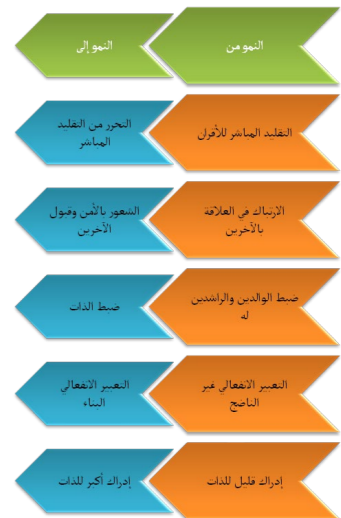 النمو من
النمو إلى
التقليد المباشر للأقران
التحرر من التقليد
المباشر
الارتباك في العلاقة
بالآخرين
الشعور بالأمن وقبول
الآخرين
ضبط الوالدين والراشدين
له
ضبط الذات
التعبير الانفعالي غير
الناضج
التعبير الانفعالي
البناء
إدراك قليل للذات
إدراك أكبر للذات